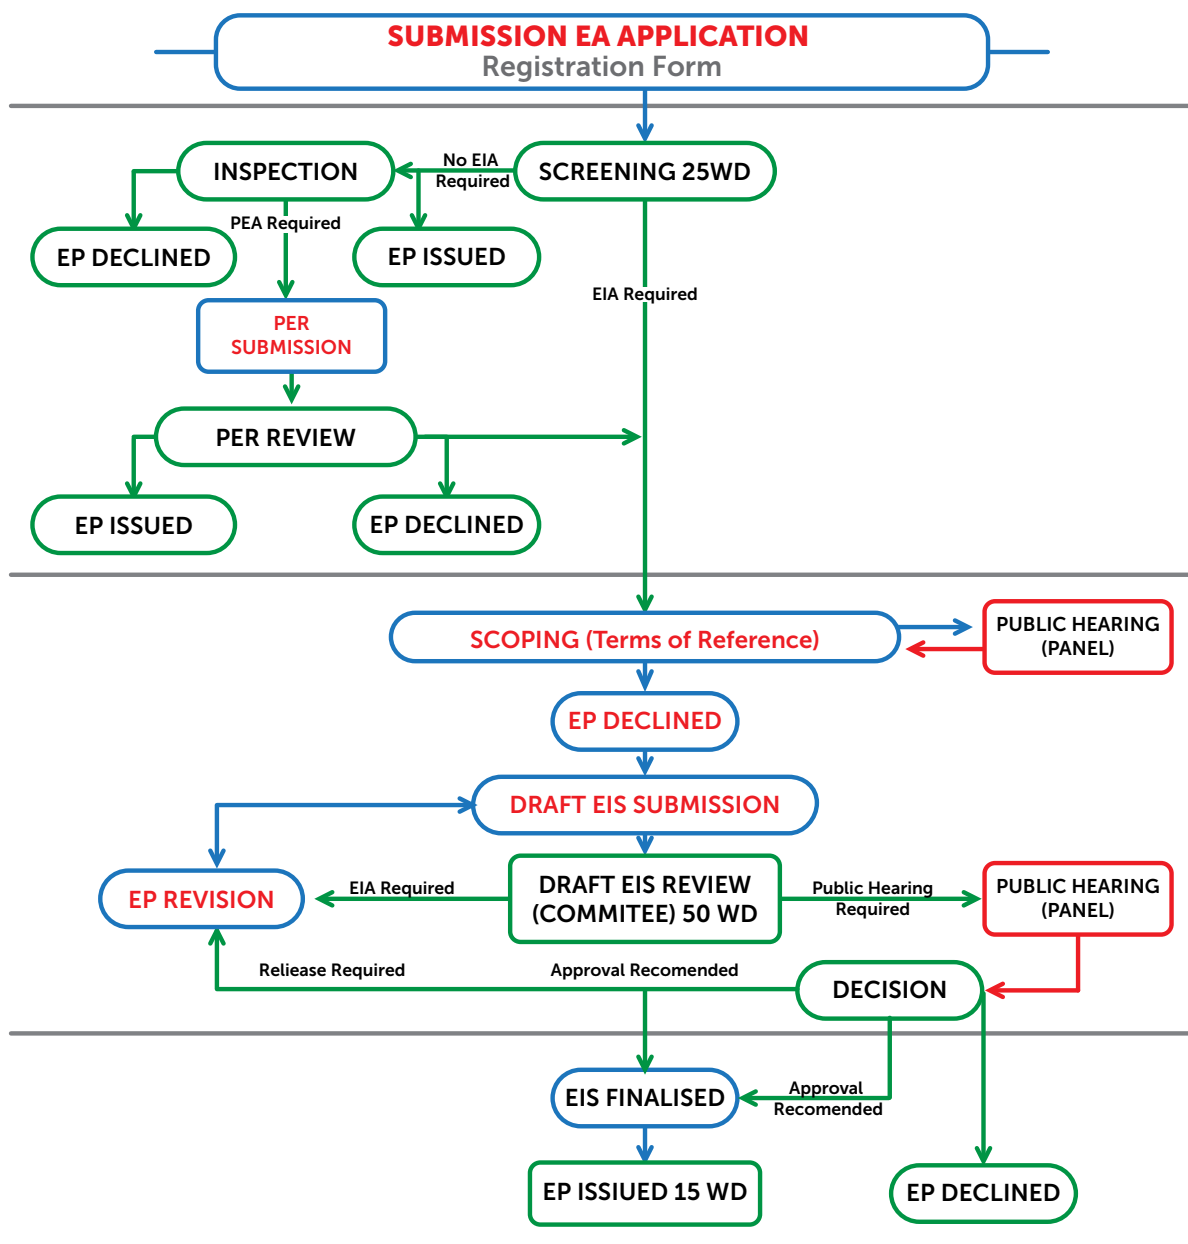 SUBMISSION EA APPLICATION
Registration Form
INSPECTION
No EIA
Required
SCREENING 25WD
PEA Required
EP DECLINED
EP ISSUED
EIA Required
PER
SUBMISSION
PER REVIEW
EP ISSUED
EP DECLINED
SCOPING (Terms of Reference)
PUBLIC HEARING
(PANEL)
EP DECLINED
DRAFT EIS SUBMISSION
EP REVISION
EIA Required
DRAFT EIS REVIEW
(COMMITEE) 50 WD
Public Hearing
Required
PUBLIC HEARING
(PANEL)
Reliease Required
Approval Recomended
DECISION
EIS FINALISED
Approval
Recomended
EP ISSIUED 15 WD
EP DECLINED